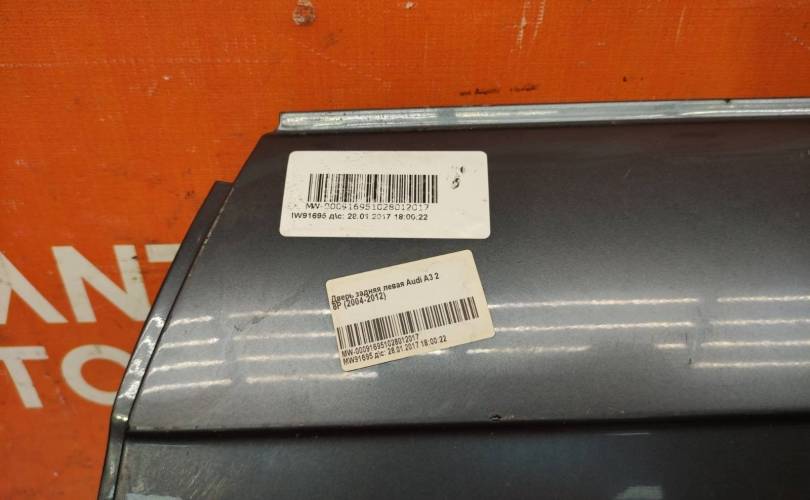 MW-000916951028012017
MW91695 д\с: 28.01.2017 18:00:22
Дверь задняя левая Audi A3 2
8P (2004-2012)
MW-000916951028012017
MW91695 д\с: 28.01.2017 18:00:22
ANT
TO